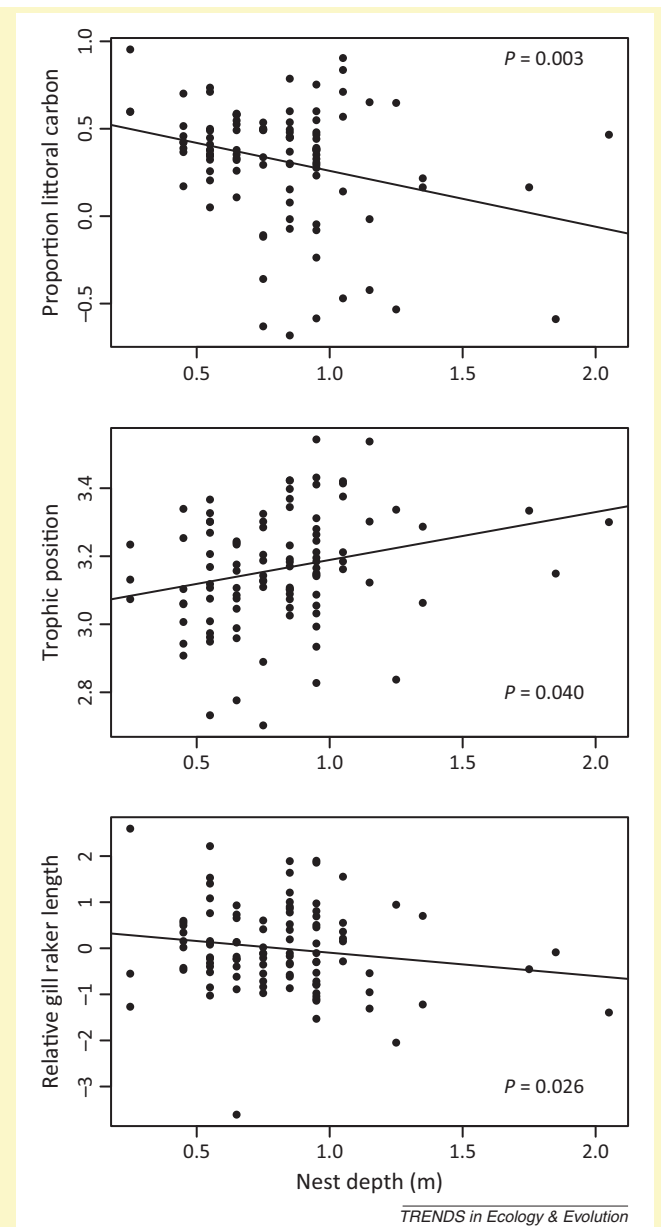 P = 0.003
1.0
0.5
0.0
−0.5
Proportion littoral carbon
0.5 1.0 1.5 2.0
3.4
3.2
3.0
2.8
Trophic position
P = 0.040
0.5 1.0 1.5 2.0
2
1
0
−1
−2
−3
Relative gill raker length
P = 0.026
0.5 1.0 1.5 2.0
Nest depth (m)
TRENDS in Ecology & Evolution